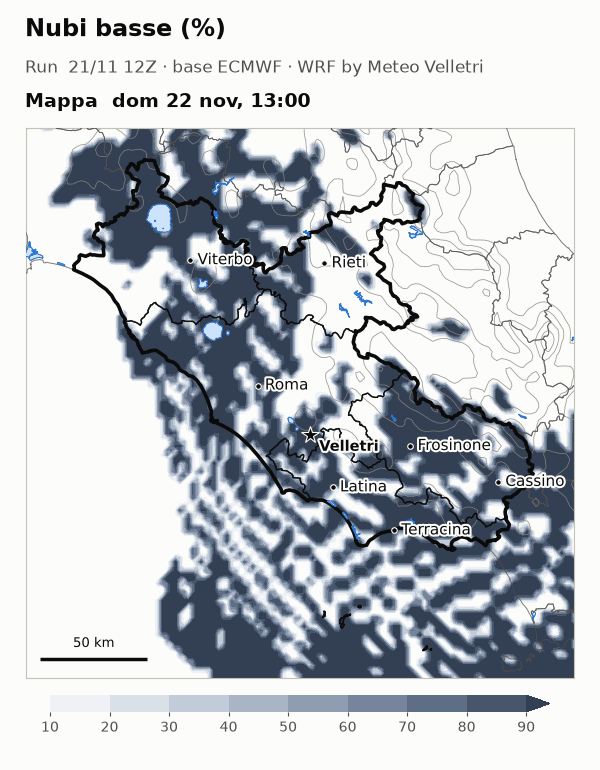 Nubi basse (%)
Run  21/11 12Z · base ECMWF · WRF by Meteo Velletri
Mappa  dom 22 nov, 13:00
Viterbo
Rieti
Roma
Velletri
Frosinone
Latina
Cassino
Terracina
50 km
10 20 30 40 50 60 70 80 90